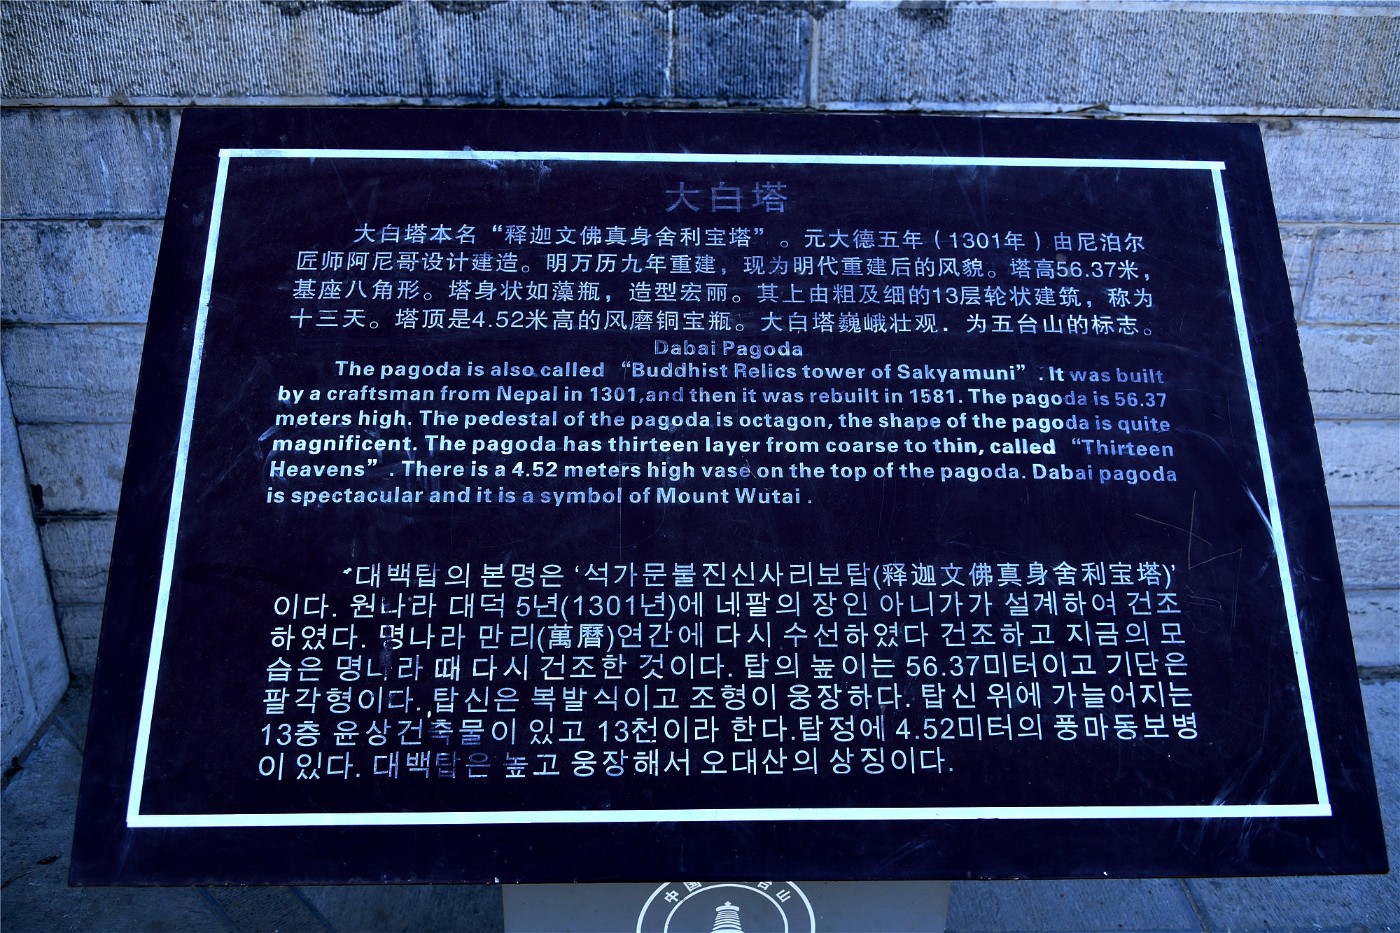 大白塔
大白塔本名“释迦文佛真身舍利宝塔”。元大德五年（1301年）由尼泊尔
匠师阿尼哥设计建造。明万历九年重建，现为明代重建后的风貌。塔高56.37米，
基座八角形。塔身状如藻瓶，造型宏丽。其上由粗及细的13层轮状建筑，称为
十三天。塔顶是4.52米高的风磨铜宝瓶。大白塔巍峨壮观．为五台山的标志。
Dabai Pagoda
The pagoda is also called “Buddhist Relics tower of Sakyamuni”. It was built
by a craftsman from Nepal in 1301,and then it was rebuilt in 1581. The pagoda is 56.37
meters high. The pedestal of the pagoda is octagon, the shape of the pagoda is quite
magnificent. The pagoda has thirteen layer from coarse to thin, called “Thirteen
Heavens”. There is a 4.52 meters high vase on the top of the pagoda. Dabai pagoda
is spectacular and it is a symbol of Mount Wutai .
대백탑의 본명은 ‘석가문불진신사리보탑(释迦文佛真身舍利宝塔)’
이다. 원나라 대덕 5년(1301년)에 네팔의 장인 아니가가 설계하여 건조
하였다. 명나라 만리(萬曆)연간에 다시 수선하였다 건조하고 지금의 모
습은 명나라 때 다시 건조한 것이다. 탑의 높이는 56.37미터이고 기단은
팔각형이다. 탑신은 복발식이고 조형이 웅장하다. 탑신 위에 가늘어지는
13층 윤상건축물이 있고 13천이라 한다.탑정에 4.52미터의 풍마동보병
이 있다. 대백탑은 높고 웅장해서 오대산의 상징이다.
中国
台山